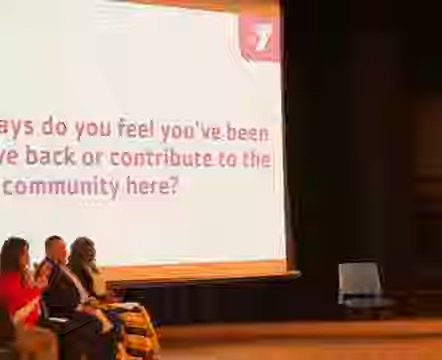 ays do you feel you've been
ve back or contribute to the
community here?